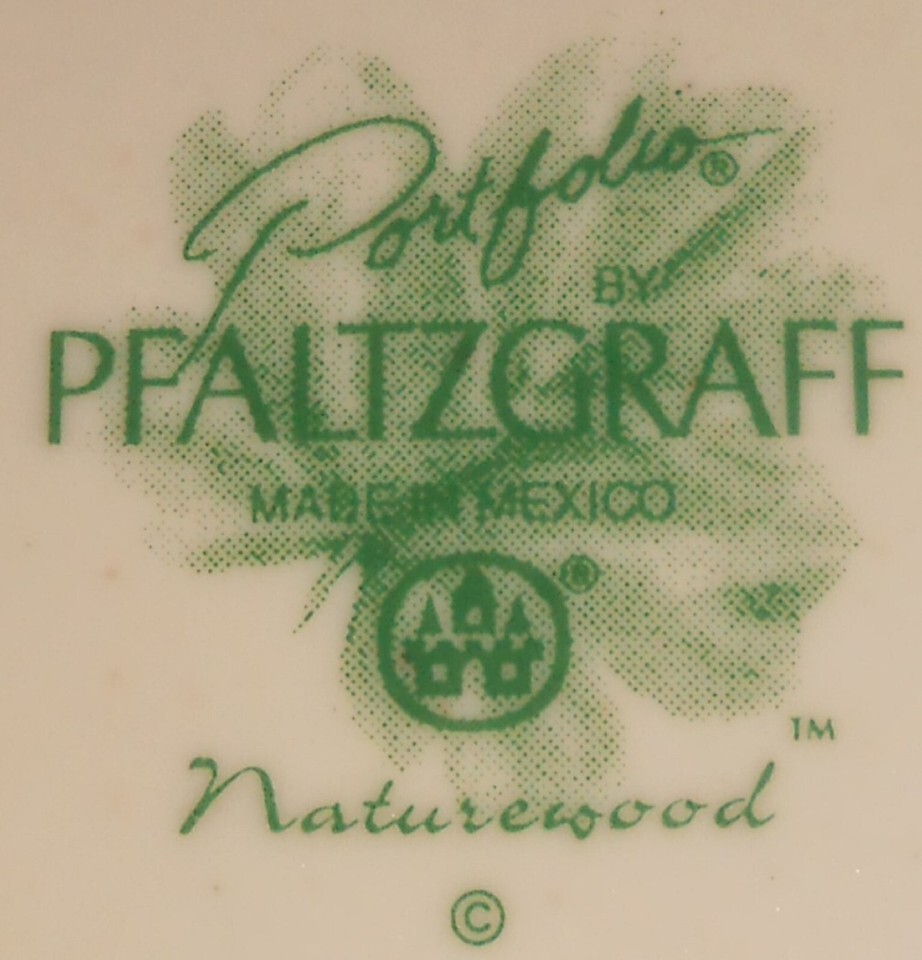 Portfolio®
BY
PFALTZGRAFF
MADE IN MEXICO
®
Naturewood™
©